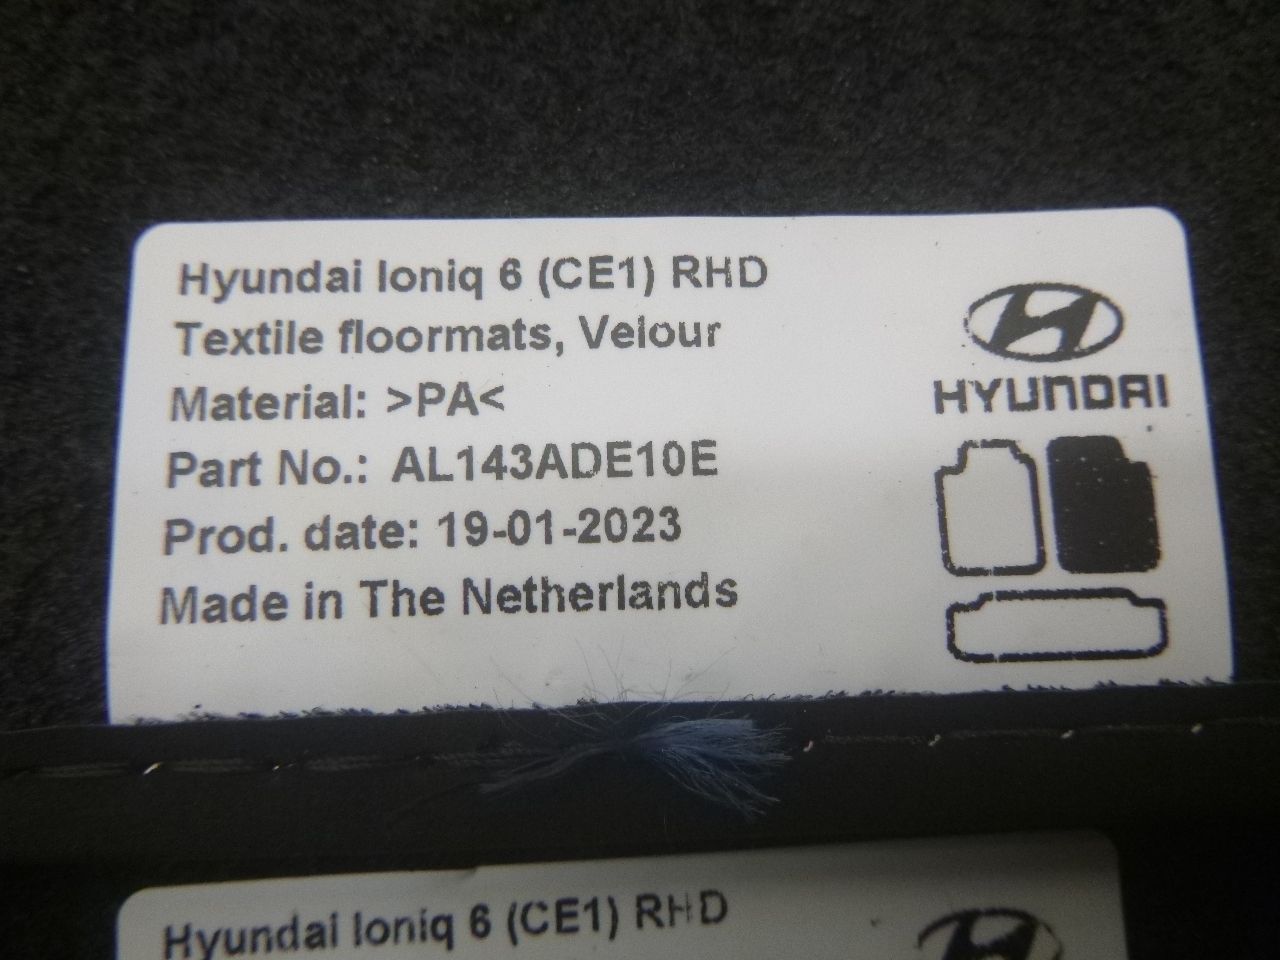 Hyundai Ioniq 6 (CE1) RHD
Textile floormats, Velour
Material: >PA<
Part No.: AL143ADE10E
Prod. date: 19-01-2023
Made in The Netherlands
HYUNDAI
Hyundai Ioniq 6 (CE1) RHD